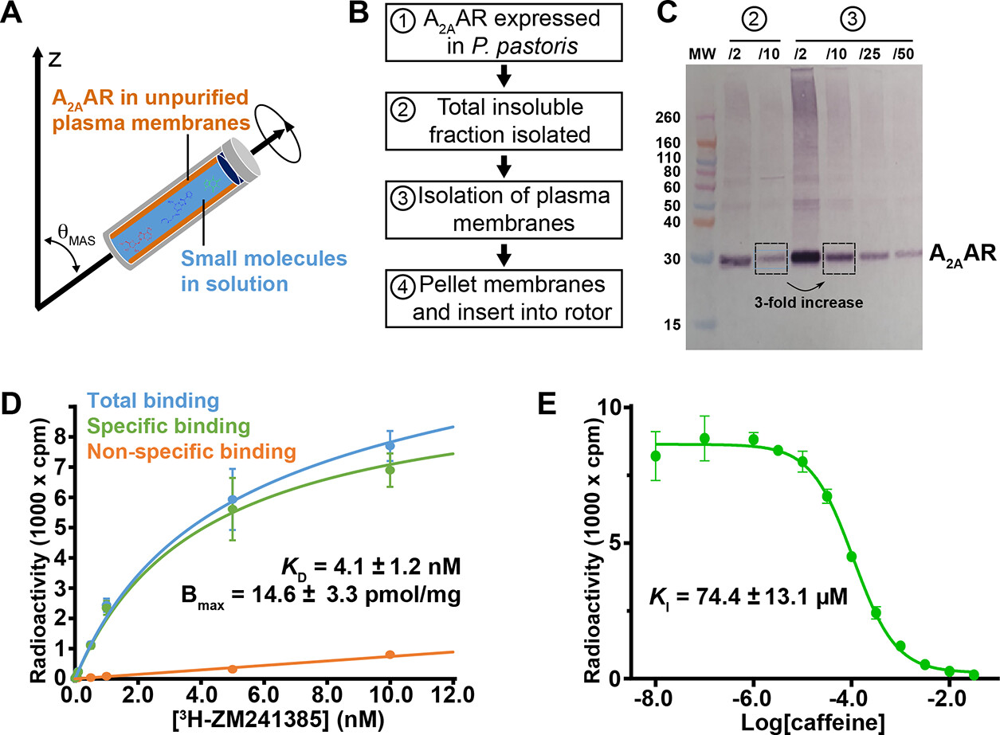 A
z
A2AAR in unpurified
plasma membranes
θMAS
Small molecules
in solution
B
1 A2AAR expressed
in P. pastoris
2 Total insoluble
fraction isolated
3 Isolation of plasma
membranes
4 Pellet membranes
and insert into rotor
C
2 3
MW /2 /10 /2 /10 /25 /50
260
160
110
80
60
50
40
30
15
A2AAR
3-fold increase
D
Total binding
Specific binding
Non-specific binding
Radioactivity (1000 x cpm)
8
7
6
5
4
3
2
1
0
KD = 4.1 ± 1.2 nM
Bmax = 14.6 ± 3.3 pmol/mg
0.0 2.0 4.0 6.0 8.0 10.0 12.0
[³H-ZM241385] (nM)
E
Radioactivity (1000 x cpm)
10
5
0
KI = 74.4 ± 13.1 µM
-8.0 -6.0 -4.0 -2.0
Log[caffeine]